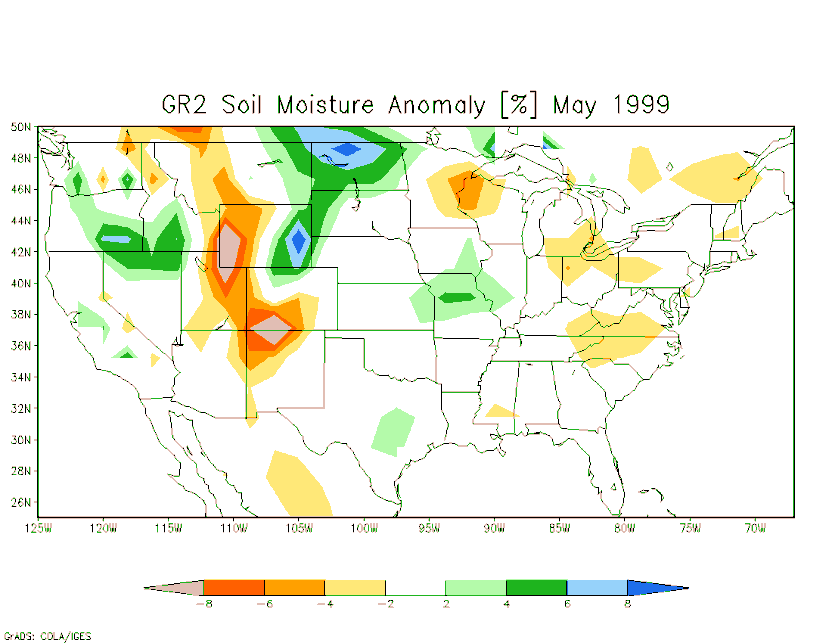 GR2 Soil Moisture Anomaly [%] May 1999
50N
48N
46N
44N
42N
40N
38N
36N
34N
32N
30N
28N
26N
125W 120W 115W 110W 105W 100W 95W 90W 85W 80W 75W 70W
-8 -6 -4 -2 2 4 6 8
GrADS: COLA/IGES